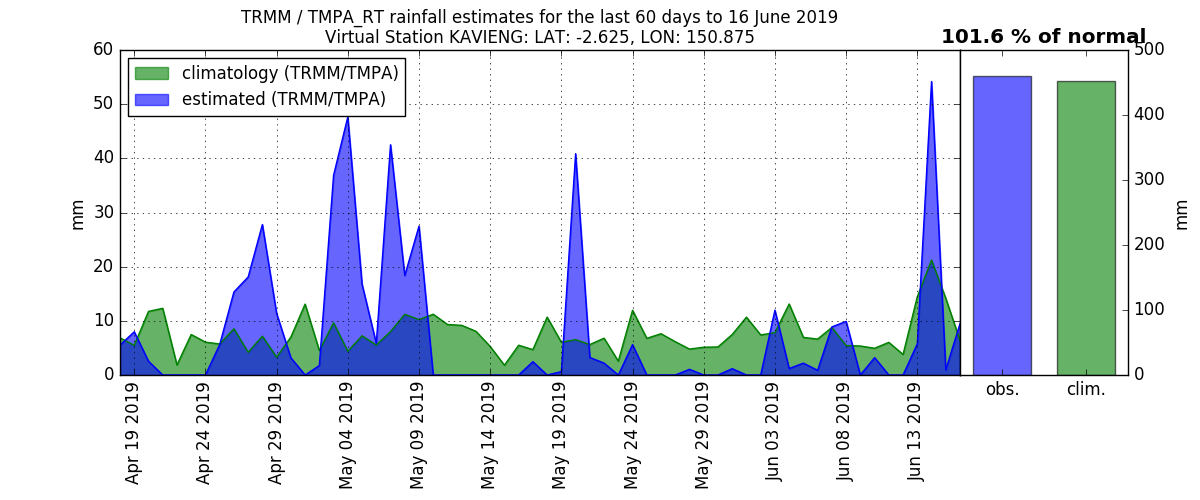 TRMM / TMPA_RT rainfall estimates for the last 60 days to 16 June 2019
Virtual Station KAVIENG: LAT: -2.625, LON: 150.875
101.6 % of normal
climatology (TRMM/TMPA)
estimated (TRMM/TMPA)
mm
60
50
40
30
20
10
0
Apr 19 2019
Apr 24 2019
Apr 29 2019
May 04 2019
May 09 2019
May 14 2019
May 19 2019
May 24 2019
May 29 2019
Jun 03 2019
Jun 08 2019
Jun 13 2019
obs.
clim.
500
400
300
200
100
0
mm